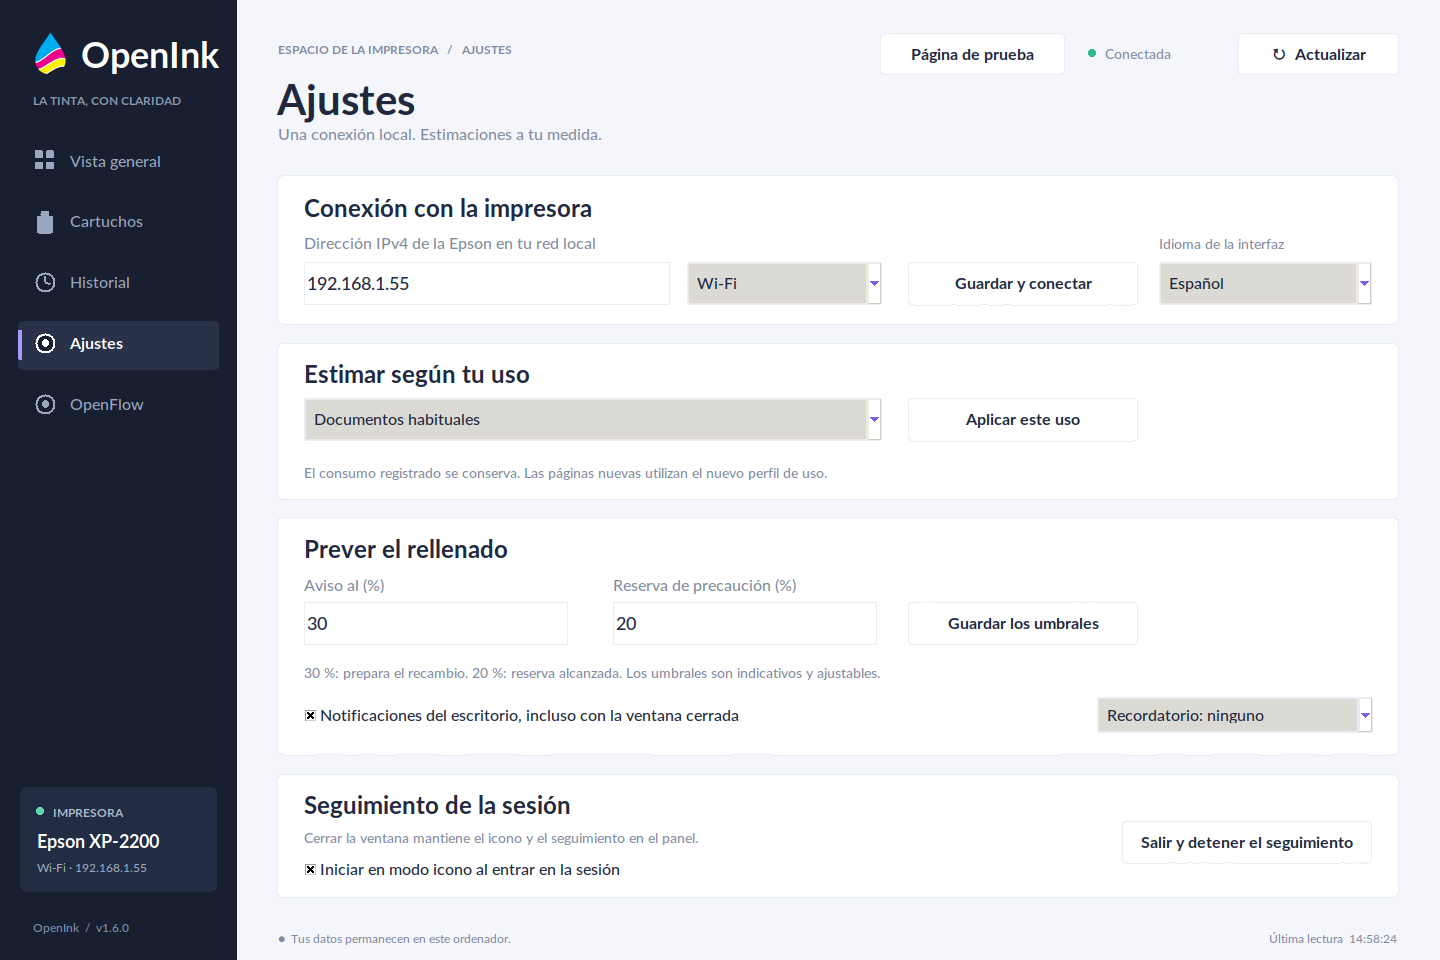 OpenInk
LA TINTA, CON CLARIDAD
Vista general
Cartuchos
Historial
Ajustes
OpenFlow
IMPRESORA
Epson XP-2200
Wi-Fi · 192.168.1.55
OpenInk / v1.6.0
ESPACIO DE LA IMPRESORA / AJUSTES
Página de prueba
Conectada
↻ Actualizar
Ajustes
Una conexión local. Estimaciones a tu medida.
Conexión con la impresora
Dirección IPv4 de la Epson en tu red local
Idioma de la interfaz
192.168.1.55
Wi-Fi
Guardar y conectar
Español
Estimar según tu uso
Documentos habituales
Aplicar este uso
El consumo registrado se conserva. Las páginas nuevas utilizan el nuevo perfil de uso.
Prever el rellenado
Aviso al (%)
Reserva de precaución (%)
30
20
Guardar los umbrales
30 %: prepara el recambio. 20 %: reserva alcanzada. Los umbrales son indicativos y ajustables.
Notificaciones del escritorio, incluso con la ventana cerrada
Recordatorio: ninguno
Seguimiento de la sesión
Cerrar la ventana mantiene el icono y el seguimiento en el panel.
Salir y detener el seguimiento
Iniciar en modo icono al entrar en la sesión
Tus datos permanecen en este ordenador.
Última lectura 14:58:24